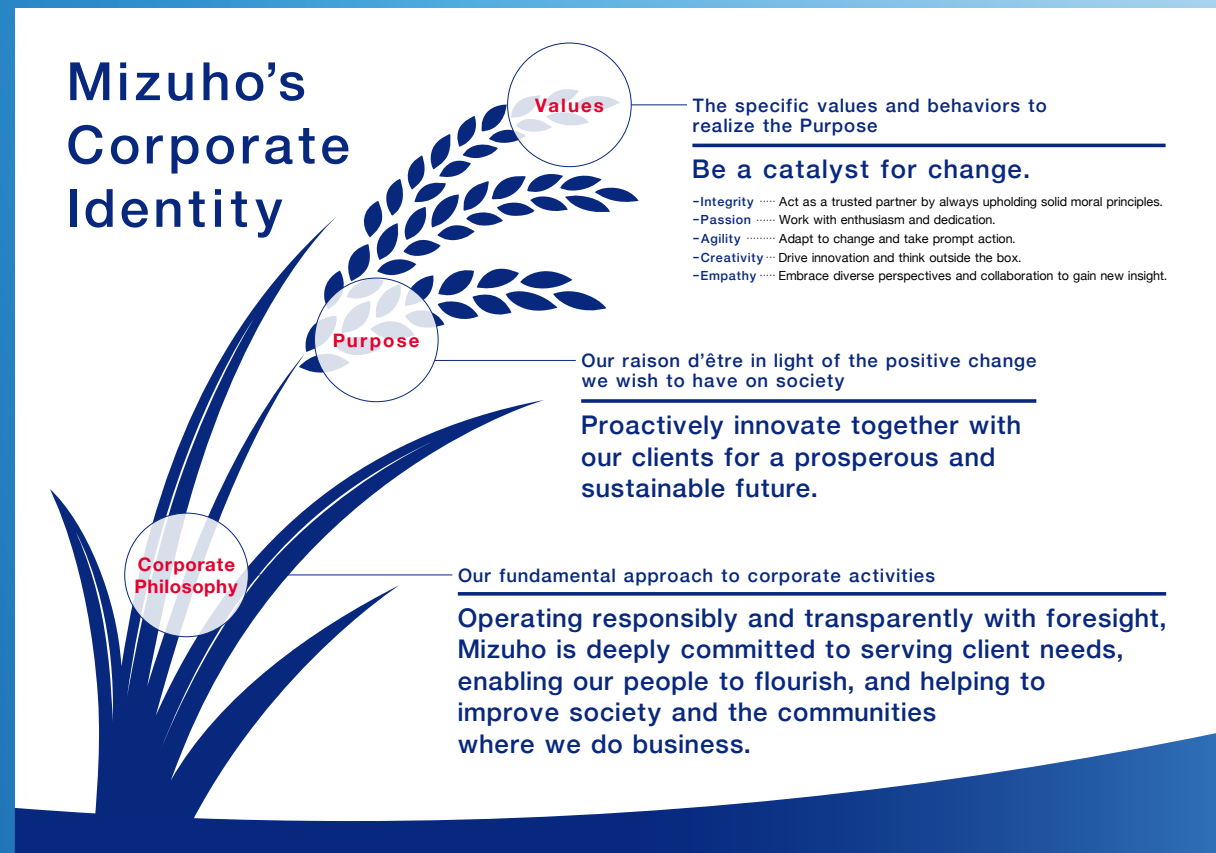 Mizuho’s
Corporate
Identity
Values
The specific values and behaviors to
realize the Purpose
Be a catalyst for change.
–Integrity ····· Act as a trusted partner by always upholding solid moral principles.
–Passion ······ Work with enthusiasm and dedication.
–Agility ········· Adapt to change and take prompt action.
–Creativity ··· Drive innovation and think outside the box.
–Empathy ····· Embrace diverse perspectives and collaboration to gain new insight.
Purpose
Our raison d’être in light of the positive change
we wish to have on society
Proactively innovate together with
our clients for a prosperous and
sustainable future.
Corporate
Philosophy
Our fundamental approach to corporate activities
Operating responsibly and transparently with foresight,
Mizuho is deeply committed to serving client needs,
enabling our people to flourish, and helping to
improve society and the communities
where we do business.